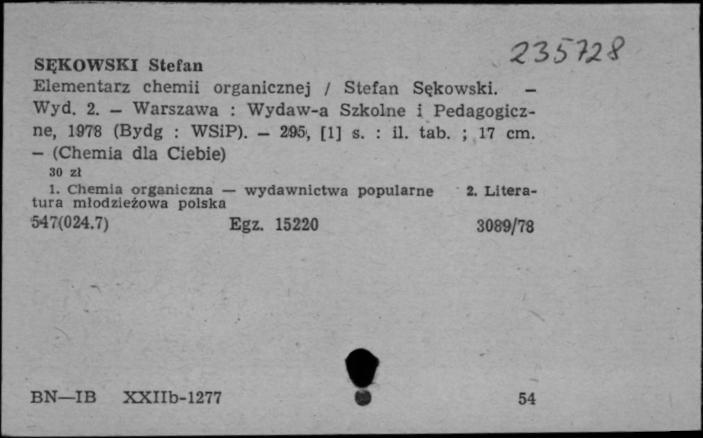 235728
SĘKOWSKI Stefan
Elementarz chemii organicznej / Stefan Sękowski. —
Wyd. 2. — Warszawa : Wydaw-a Szkolne i Pedagogicz-
ne, 1978 (Bydg : WSiP). — 295, [1] s. : il. tab. ; 17 cm.
— (Chemia dla Ciebie)
30 zł
1. Chemia organiczna — wydawnictwa popularne 2. Litera-
tura młodzieżowa polska
547(024.7) Egz. 15220 3089/78
BN—IB XXIIb-1277 54